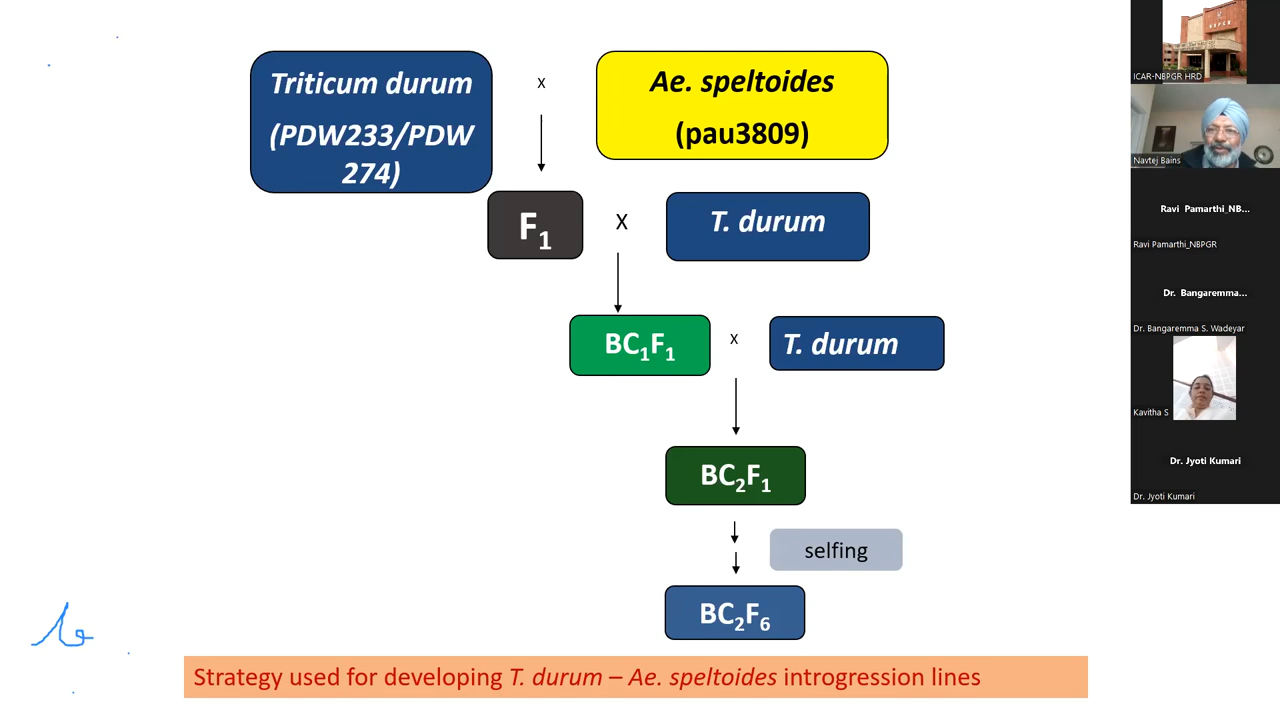 Triticum durum
(PDW233/PDW
274)
x
Ae. speltoides
(pau3809)
F₁
X
T. durum
BC₁F₁
x
T. durum
BC₂F₁
selfing
BC₂F₆
Strategy used for developing T. durum – Ae. speltoides introgression lines
ICAR-NBPGR HRD
Navtej Bains
Ravi Pamarthi_NB...
Ravi Pamarthi_NBPGR
Dr. Bangaremma...
Dr. Bangaremma S. Wadeyar
Kavitha S
Dr. Jyoti Kumari
Dr. Jyoti Kumari